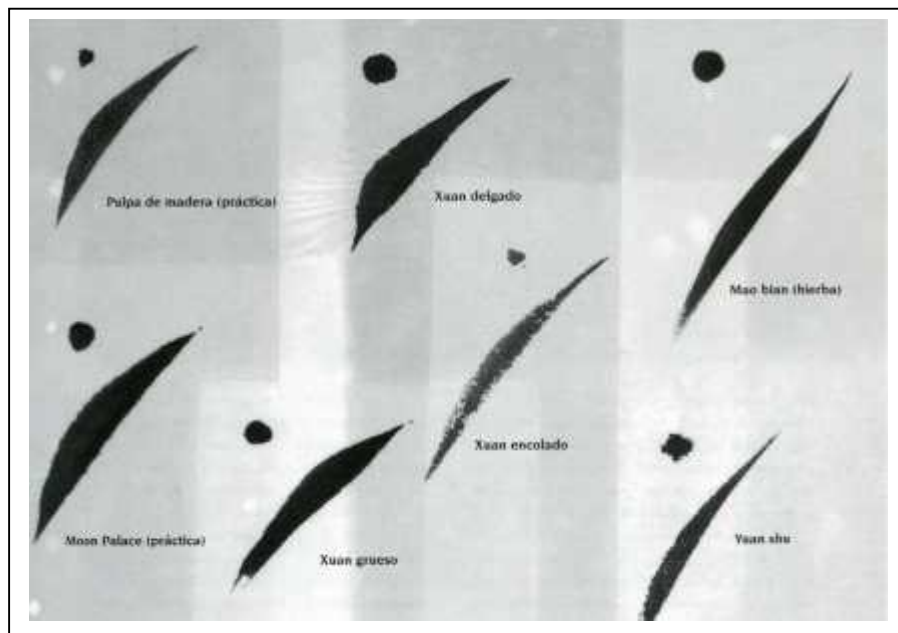 Pulpa de madera (práctica)
Xuan delgado
Mao bian (hierba)
Xuan encolado
Moon Palace (práctica)
Xuan grueso
Yuan shu